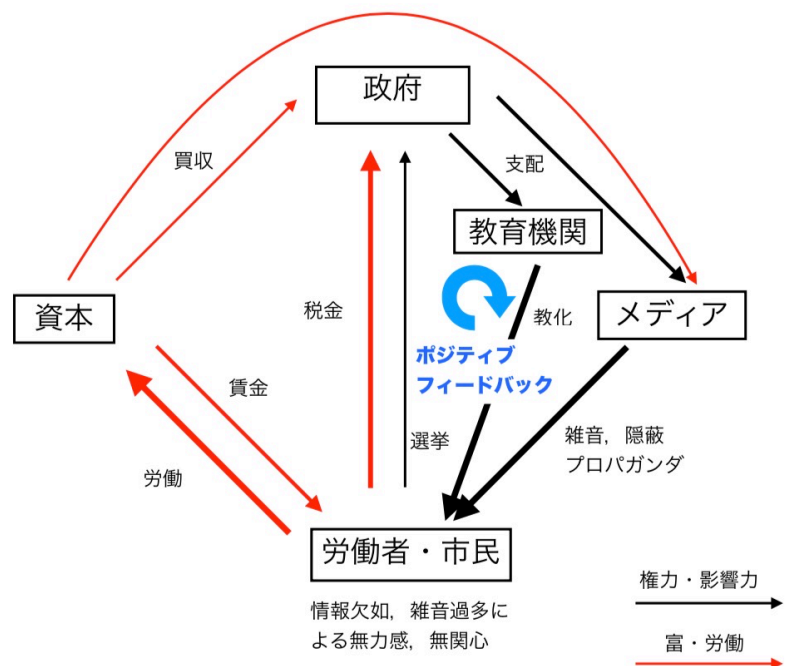 政府
買収
支配
教育機関
資本
税金
教化
メディア
ポジティブ
フィードバック
賃金
選挙
雑音，隠蔽
プロパガンダ
労働
労働者・市民
情報欠如，雑音過多に
よる無力感，無関心
権力・影響力
富・労働